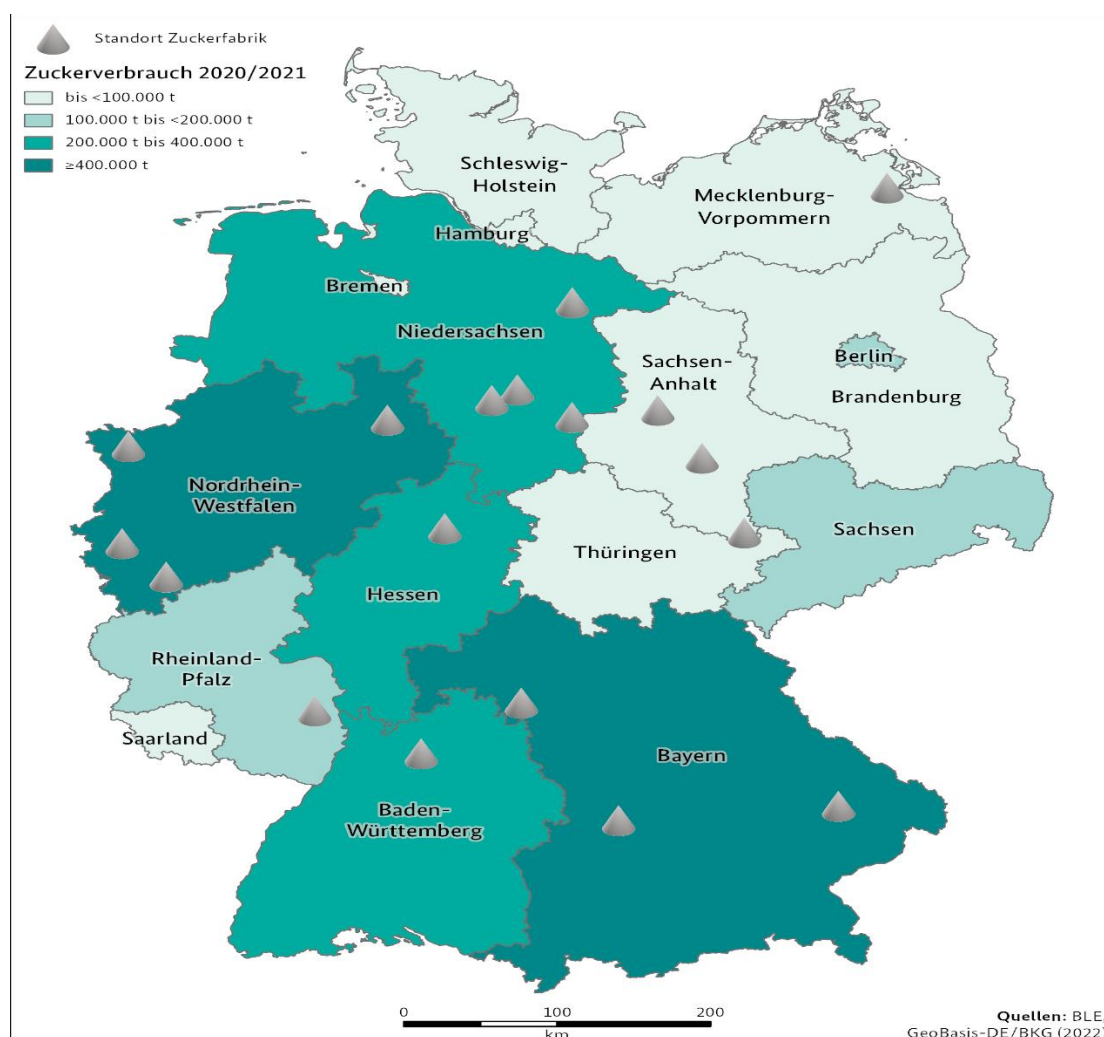 Standort Zuckerfabrik
Zuckerverbrauch 2020/2021
bis <100.000 t
100.000 t bis <200.000 t
200.000 t bis 400.000 t
≥400.000 t
Schleswig-
Holstein
Mecklenburg-
Vorpommern
Hamburg
Bremen
Niedersachsen
Sachsen-
Anhalt
Berlin
Brandenburg
Nordrhein-
Westfalen
Sachsen
Thüringen
Hessen
Rheinland-
Pfalz
Saarland
Bayern
Baden-
Württemberg
0 100 200
km
Quellen: BLE,
GeoBasis-DE/BKG (2022)